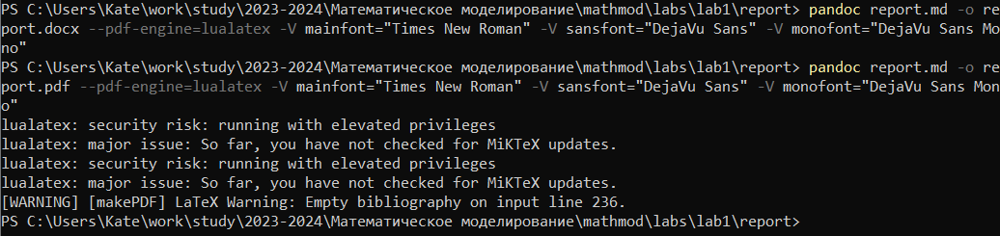 PS C:\Users\Kate\work\study\2023-2024\Математическое моделирование\mathmod\labs\lab1\report> pandoc report.md -o re
port.docx --pdf-engine=lualatex -V mainfont="Times New Roman" -V sansfont="DejaVu Sans" -V monofont="DejaVu Sans Mo
no"
PS C:\Users\Kate\work\study\2023-2024\Математическое моделирование\mathmod\labs\lab1\report> pandoc report.md -o re
port.pdf --pdf-engine=lualatex -V mainfont="Times New Roman" -V sansfont="DejaVu Sans" -V monofont="DejaVu Sans Mon
o"
lualatex: security risk: running with elevated privileges
lualatex: major issue: So far, you have not checked for MiKTeX updates.
lualatex: security risk: running with elevated privileges
lualatex: major issue: So far, you have not checked for MiKTeX updates.
[WARNING] [makePDF] LaTeX Warning: Empty bibliography on input line 236.
PS C:\Users\Kate\work\study\2023-2024\Математическое моделирование\mathmod\labs\lab1\report>